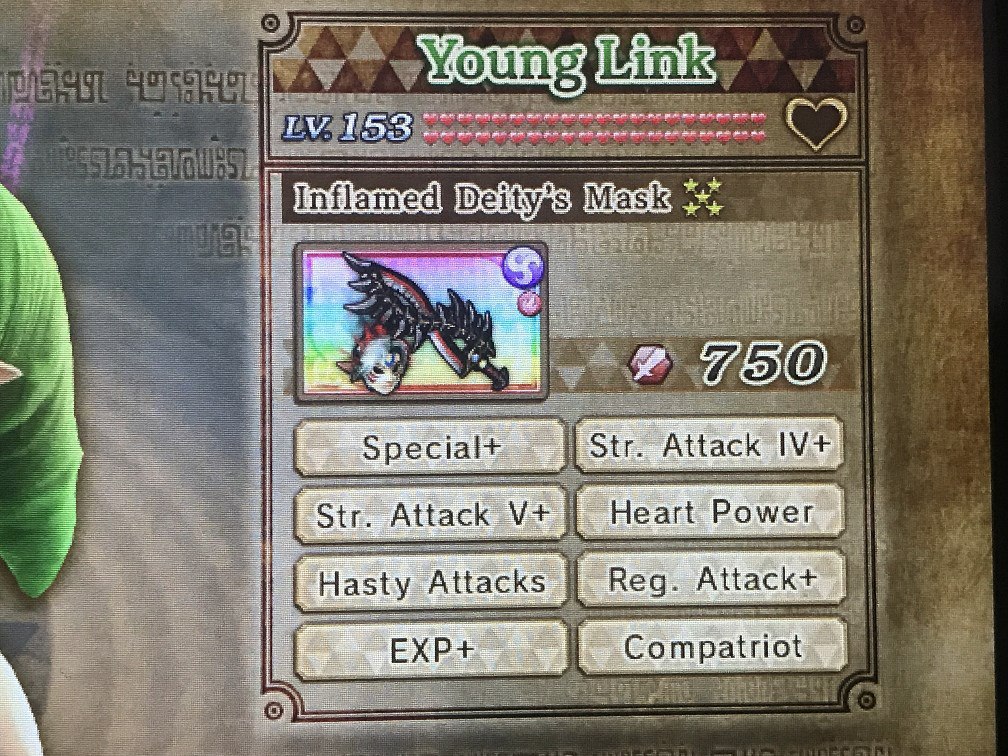 Young Link
LV. 153
Inflamed Deity's Mask
750
Special+ Str. Attack IV+
Str. Attack V+ Heart Power
Hasty Attacks Reg. Attack+
EXP+ Compatriot